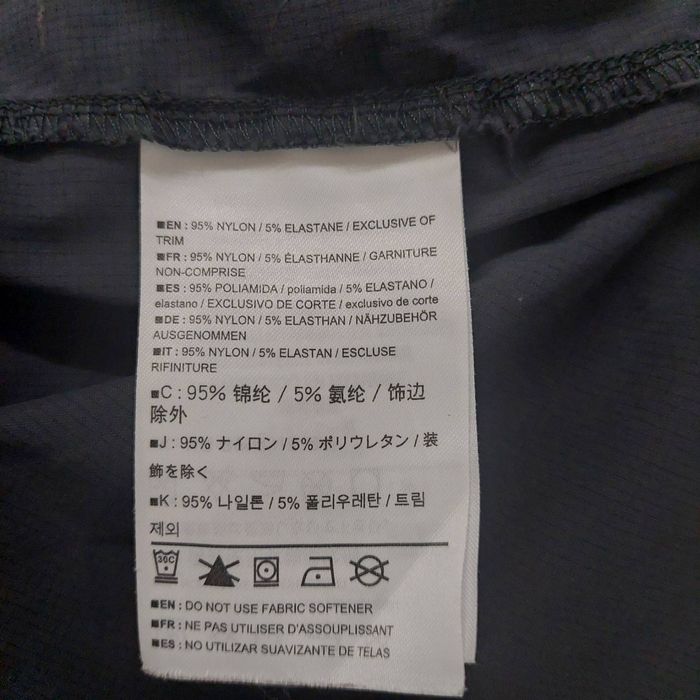 EN : 95% NYLON / 5% ELASTANE / EXCLUSIVE OF
TRIM
FR : 95% NYLON / 5% ÉLASTHANNE / GARNITURE
NON-COMPRISE
ES : 95% POLIAMIDA / poliamida / 5% ELASTANO /
elastano / EXCLUSIVO DE CORTE / exclusivo de corte
DE : 95% NYLON / 5% ELASTHAN / NÄHZUBEHÖR
AUSGENOMMEN
IT : 95% NYLON / 5% ELASTAN / ESCLUSE
RIFINITURE
C : 95% 锦纶 / 5% 氨纶 / 饰边
除外
J : 95% ナイロン / 5% ポリウレタン / 装
飾を除く
K : 95% 나일론 / 5% 폴리우레탄 / 트림
제외
30C
EN : DO NOT USE FABRIC SOFTENER
FR : NE PAS UTILISER D'ASSOUPLISSANT
ES : NO UTILIZAR SUAVIZANTE DE TELAS